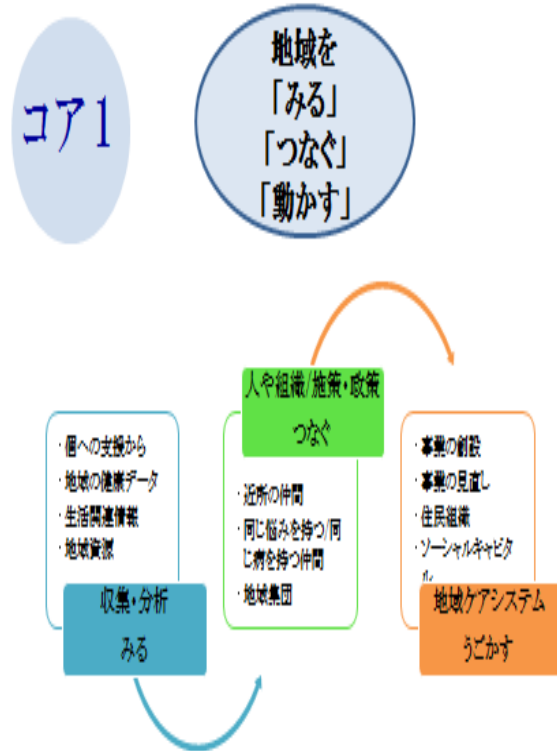 コア１
地域を
「みる」
「つなぐ」
「動かす」
・個への支援から
・地域の健康データ
・生活関連情報
・地域資源
収集・分析
みる
人や組織/施策・政策
つなぐ
・近所の仲間
・同じ悩みを持つ/同
じ病を持つ仲間
・地域集団
・事業の創設
・事業の見直し
・住民組織
・ソーシャルキャピタ
ル
地域ケアシステム
うごかす